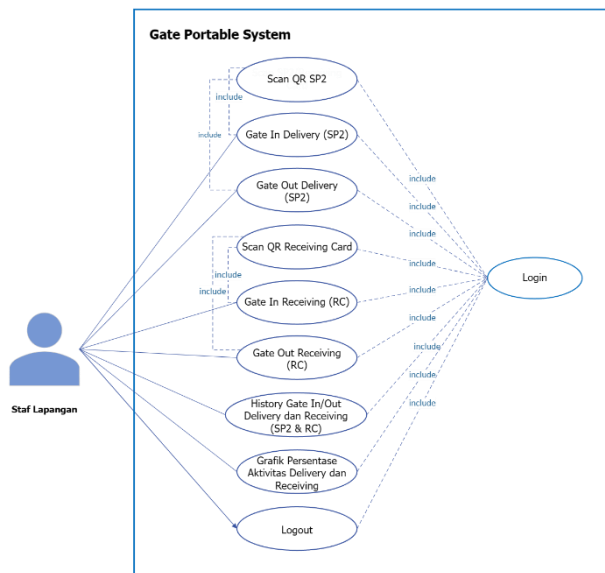 Gate Portable System
Scan QR SP2
include
Gate In Delivery (SP2)
include
Gate Out Delivery
(SP2)
Scan QR Receiving Card
include
include
Gate In Receiving (RC)
Gate Out Receiving
(RC)
History Gate In/Out
Delivery dan Receiving
(SP2 & RC)
Grafik Persentase
Aktivitas Delivery dan
Receiving
Logout
Staf Lapangan
include
include
include
include
include
include
include
include
include
Login